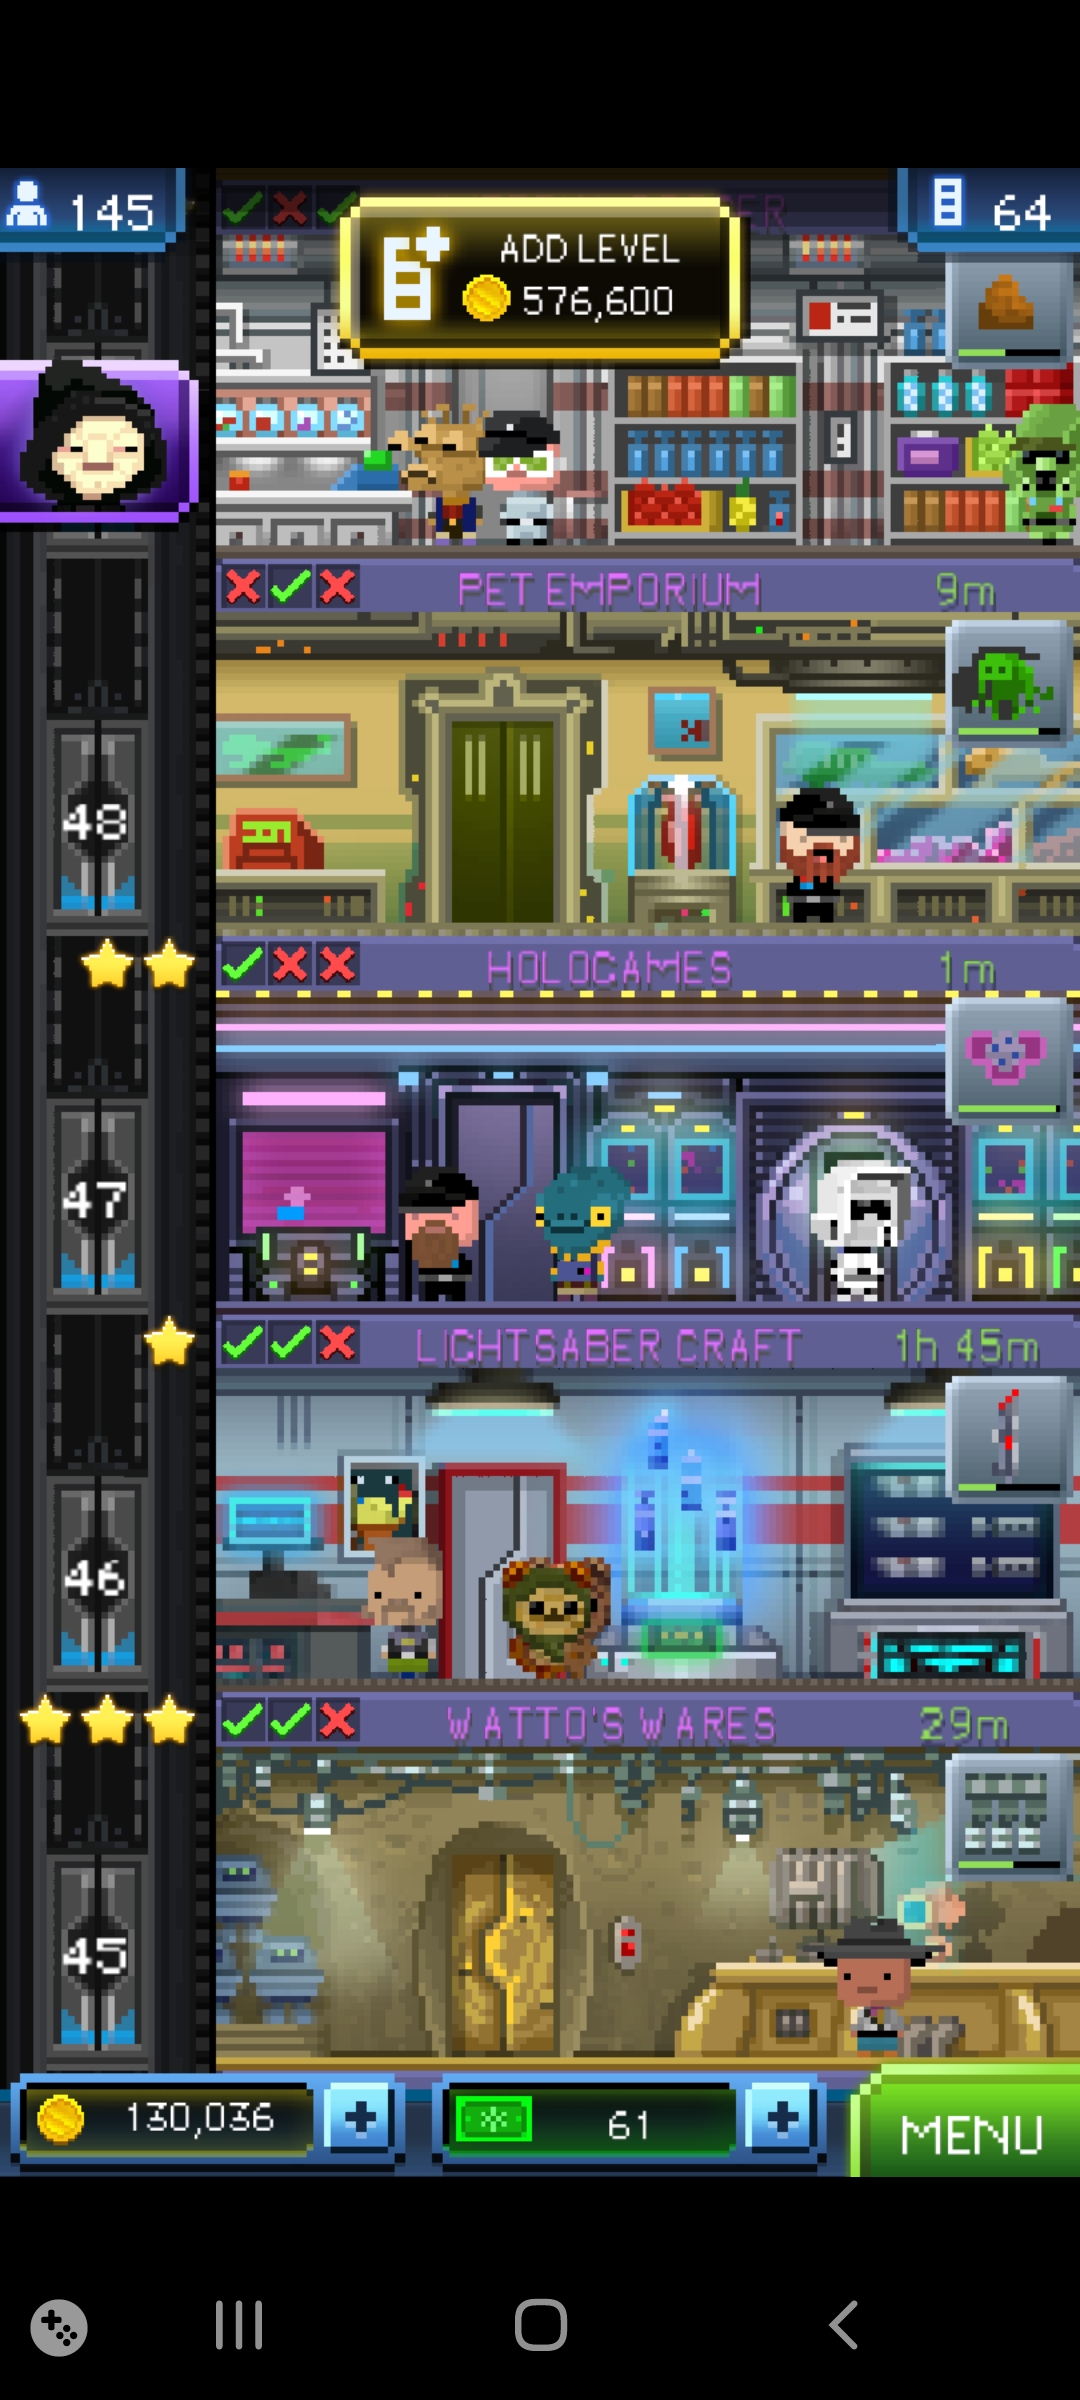 145
ER
64
ADD LEVEL
576,600
PET EMPORIUM
9m
48
HOLOGAMES
1m
47
LIGHTSABER CRAFT
1h 45m
46
WATTO'S WARES
29m
45
130,036
61
MENU